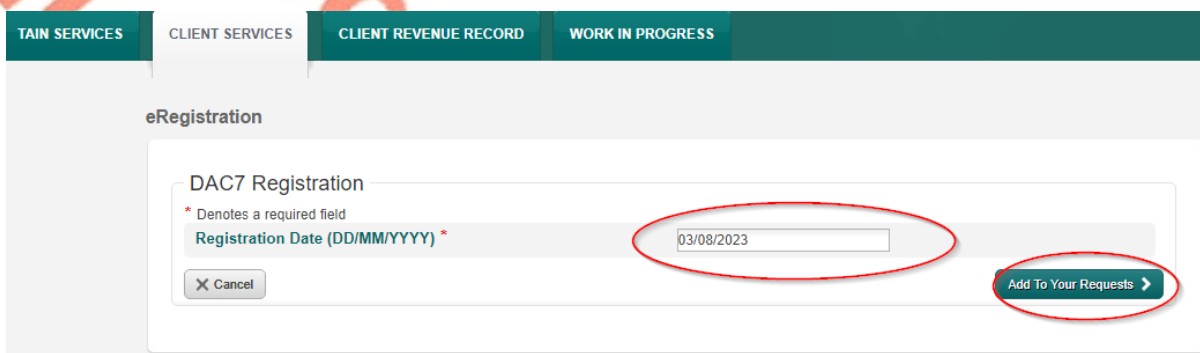 TAIN SERVICES CLIENT SERVICES CLIENT REVENUE RECORD WORK IN PROGRESS
eRegistration
DAC7 Registration
* Denotes a required field
Registration Date (DD/MM/YYYY) * 03/08/2023
Cancel Add To Your Requests